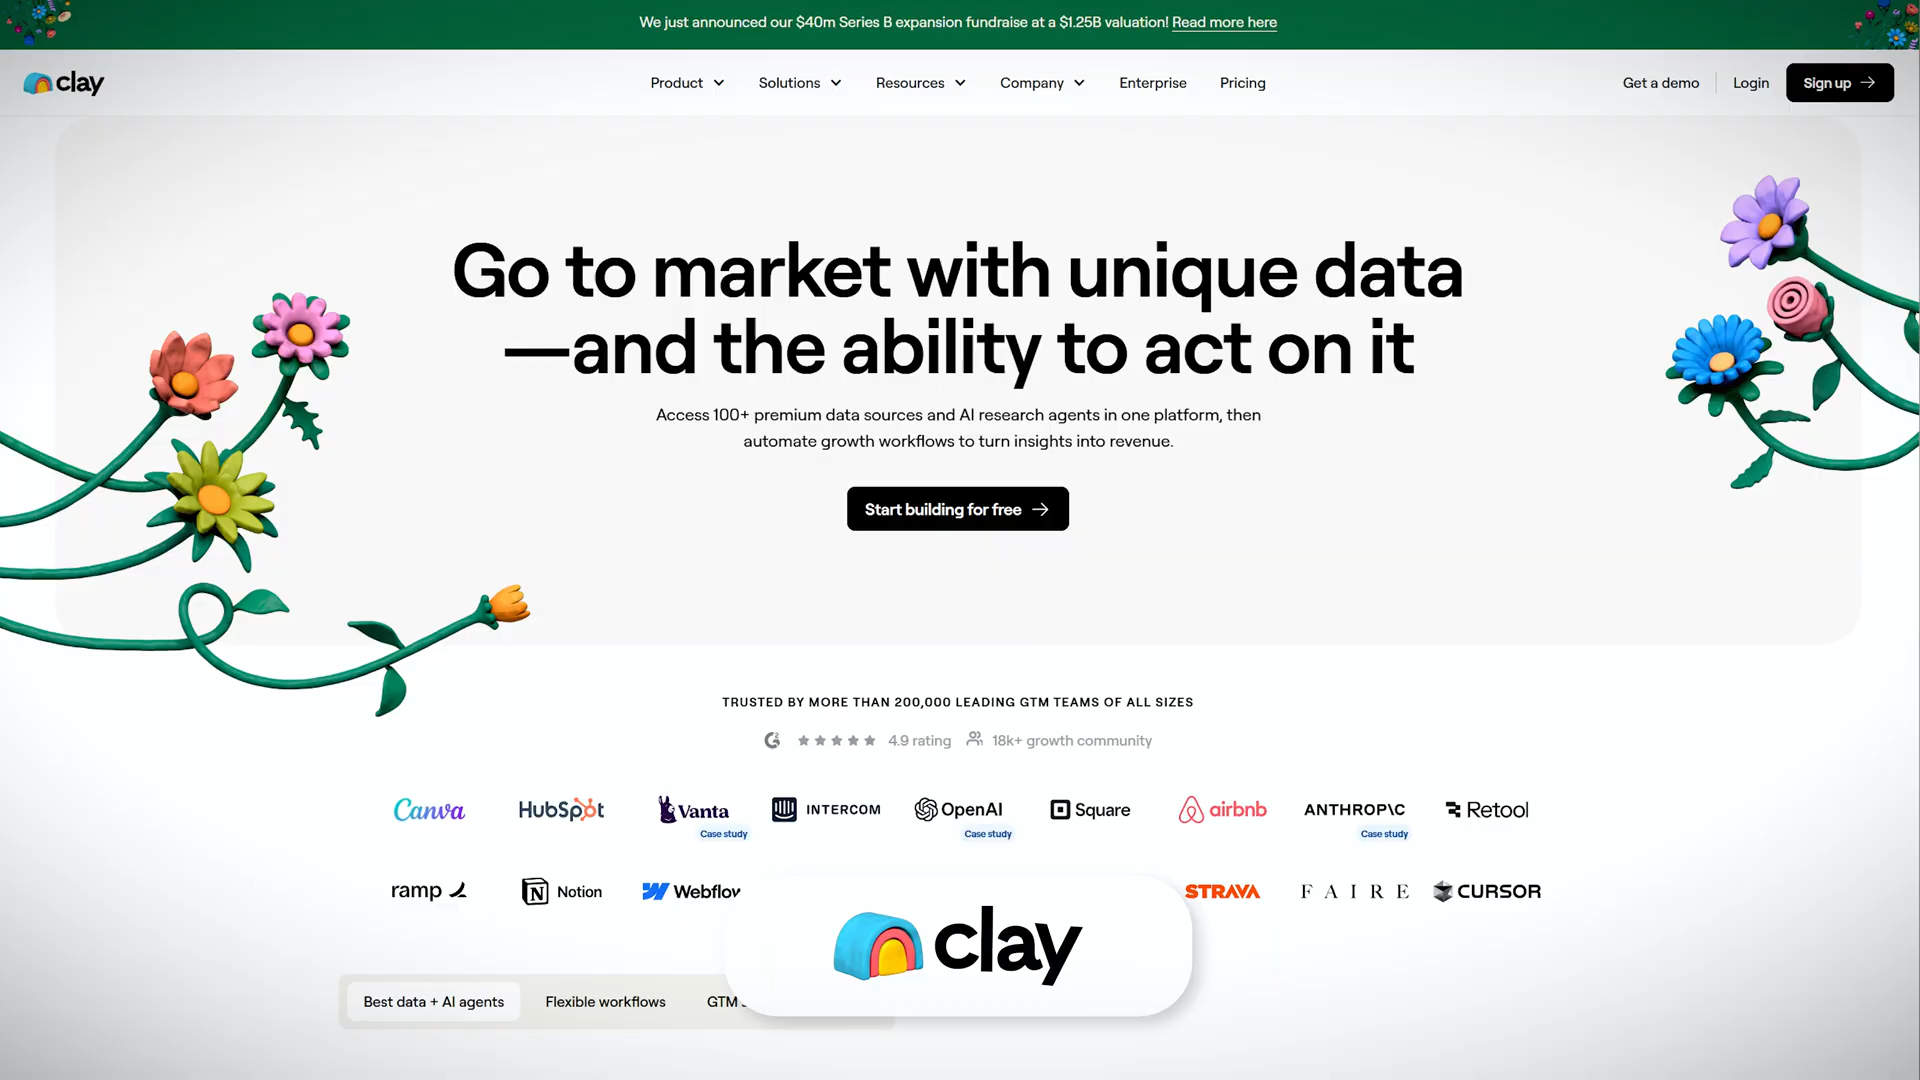 We just announced our $40m Series B expansion fundraise at a $1.25B valuation! Read more here
clay
Product
Solutions
Resources
Company
Enterprise
Pricing
Get a demo
Login
Sign up
Go to market with unique data
—and the ability to act on it
Access 100+ premium data sources and AI research agents in one platform, then
automate growth workflows to turn insights into revenue.
Start building for free
TRUSTED BY MORE THAN 200,000 LEADING GTM TEAMS OF ALL SIZES
4.9 rating
18k+ growth community
Canva
HubSpot
Vanta
Case study
INTERCOM
OpenAI
Case study
Square
airbnb
ANTHROP\C
Case study
Retool
ramp
Notion
Webflow
STRAVA
FAIRE
CURSOR
clay
Best data + AI agents
Flexible workflows
GTM